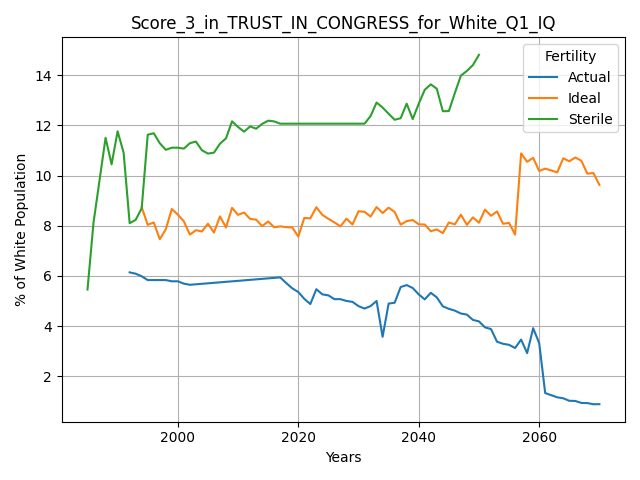 Score_3_in_TRUST_IN_CONGRESS_for_White_Q1_IQ
Fertility
Actual
Ideal
Sterile
% of White Population
14
12
10
8
6
4
2
2000
2020
2040
2060
Years